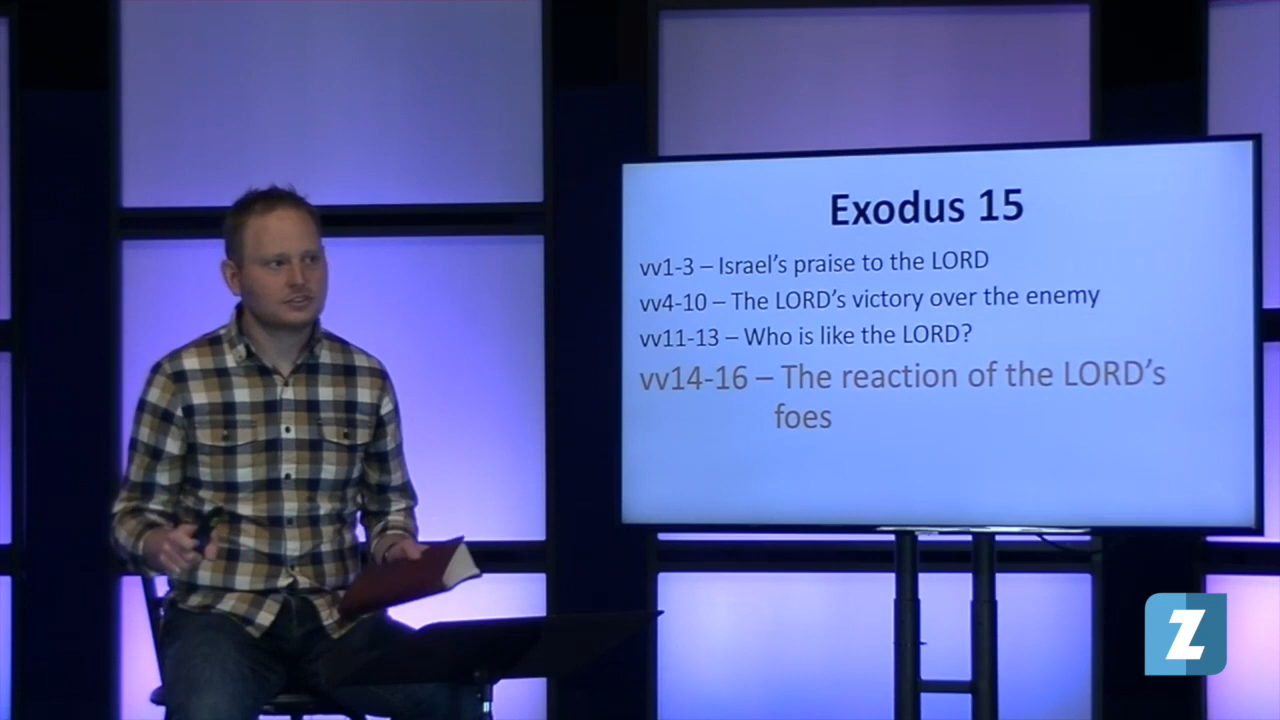 Exodus 15
vv1-3 – Israel's praise to the LORD
vv4-10 – The LORD's victory over the enemy
vv11-13 – Who is like the LORD?
vv14-16 – The reaction of the LORD's
foes
Z